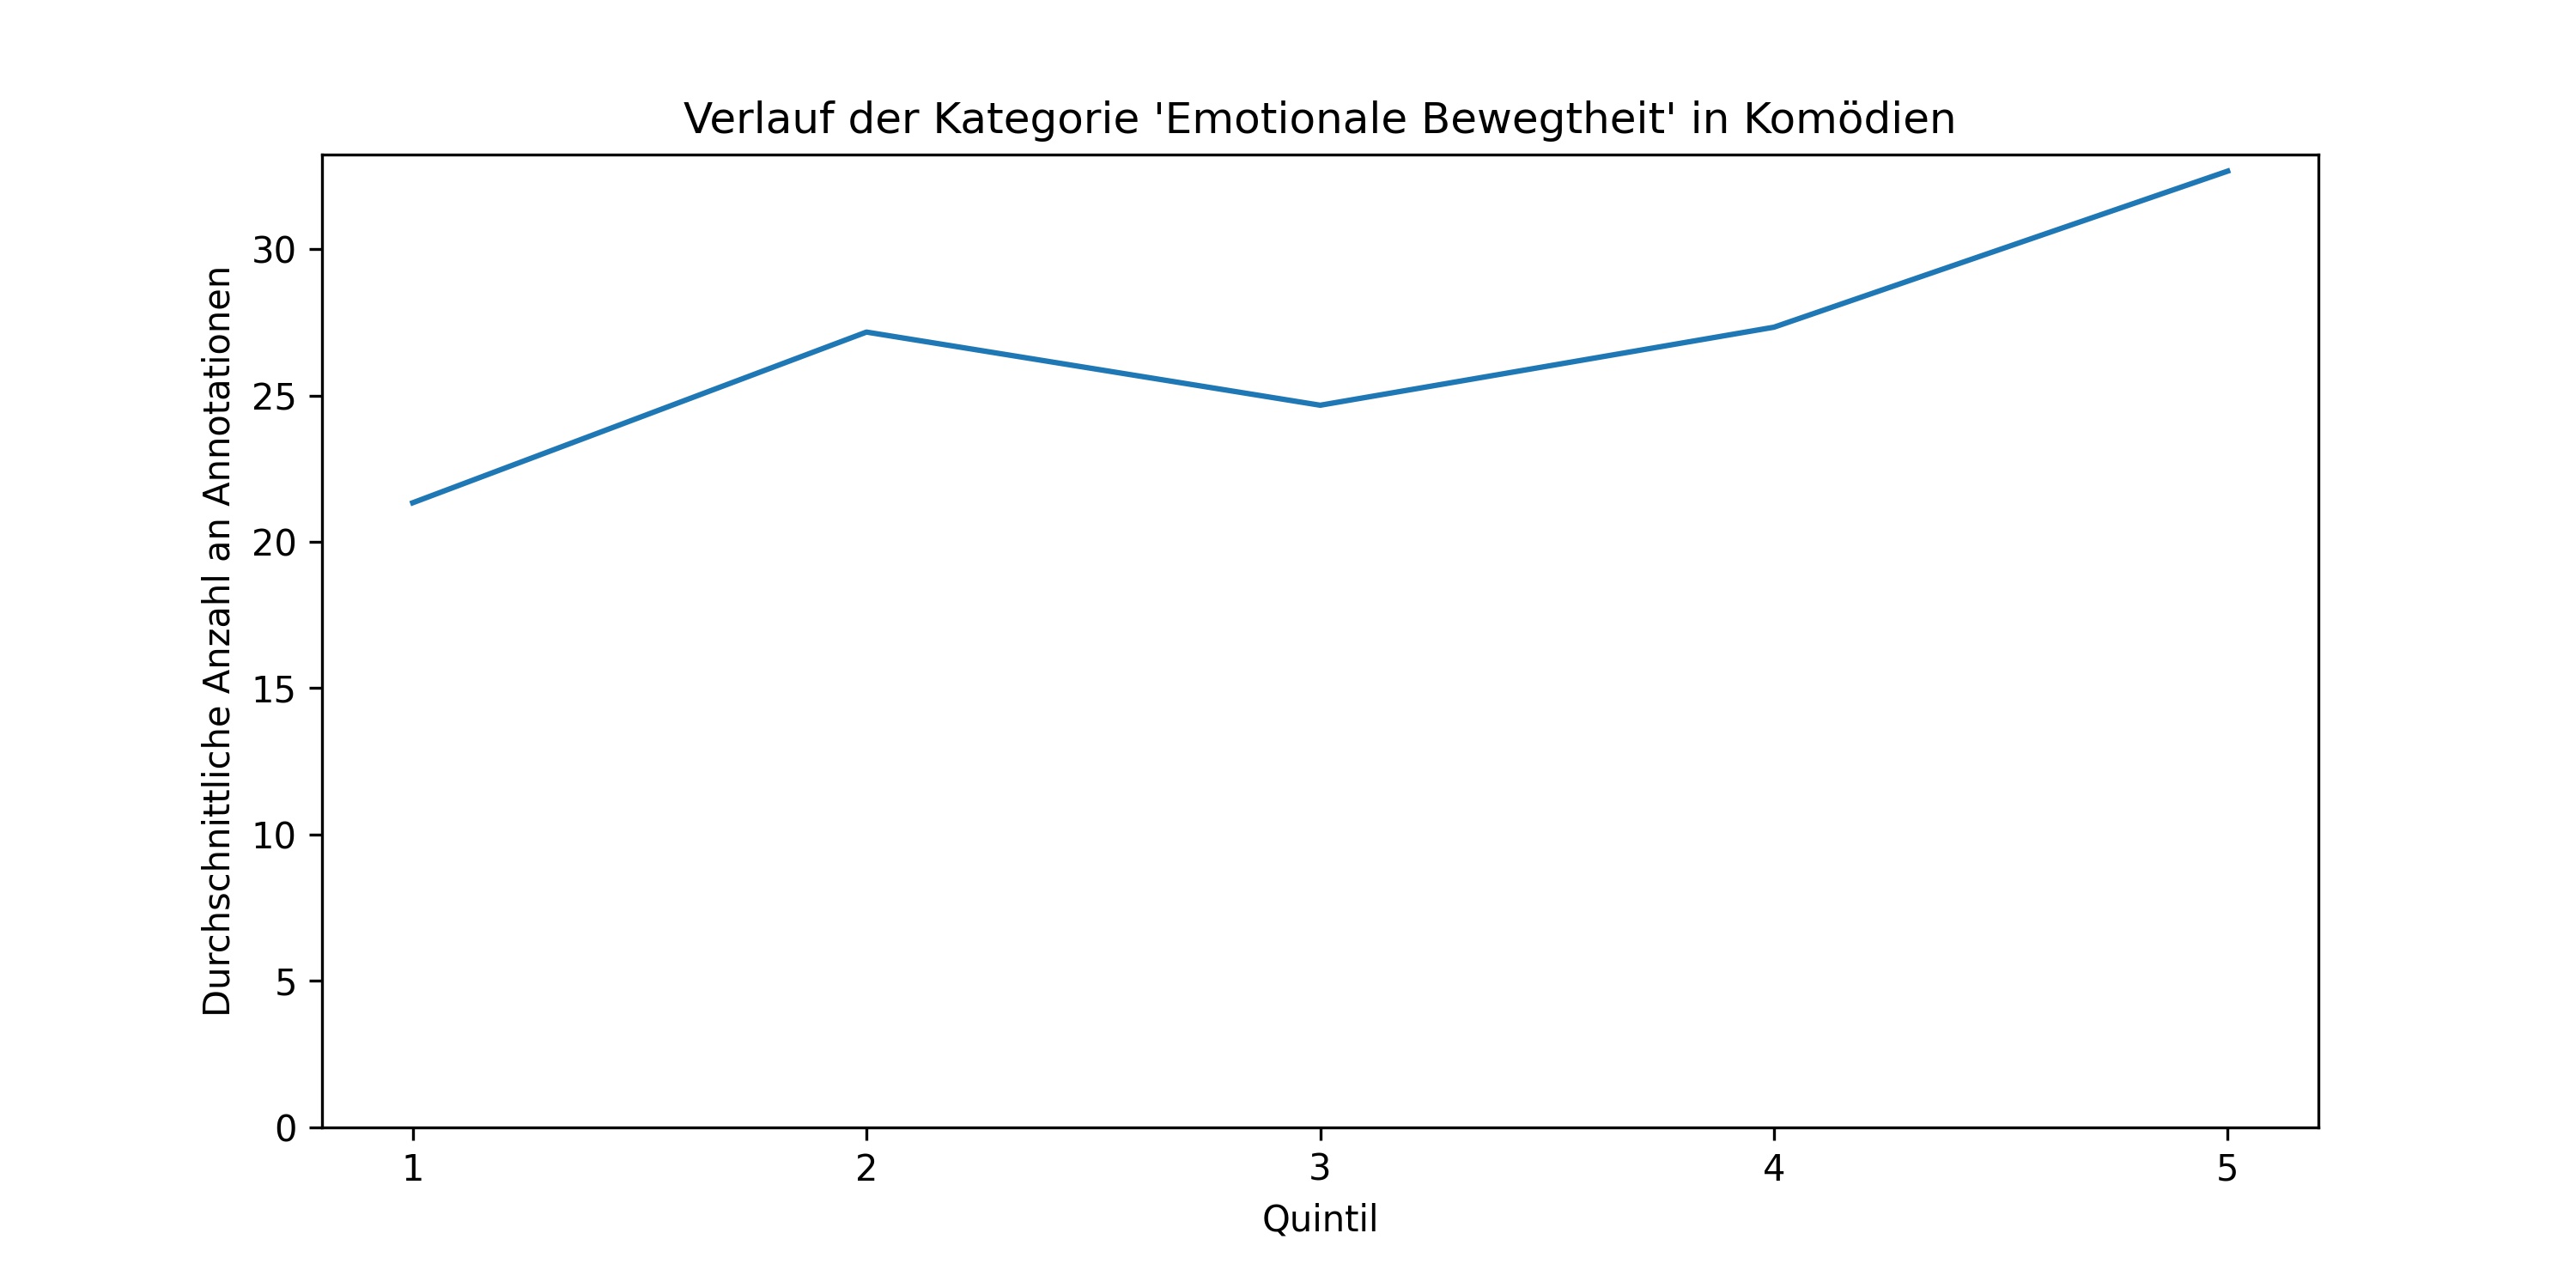 Verlauf der Kategorie 'Emotionale Bewegtheit' in Komödien
Durchschnittliche Anzahl an Annotationen
30
25
20
15
10
5
0
1 2 3 4 5
Quintil